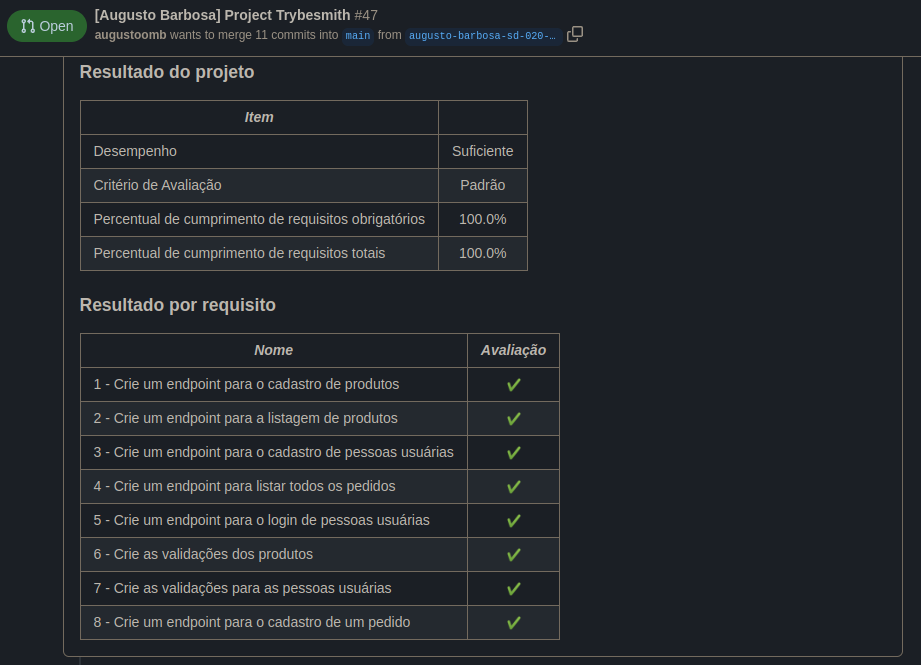 Open
[Augusto Barbosa] Project Trybesmith #47
augustoomb wants to merge 11 commits into main from augusto-barbosa-sd-020-…
Resultado do projeto
Item
Desempenho Suficiente
Critério de Avaliação Padrão
Percentual de cumprimento de requisitos obrigatórios 100.0%
Percentual de cumprimento de requisitos totais 100.0%
Resultado por requisito
Nome Avaliação
1 - Crie um endpoint para o cadastro de produtos ✔
2 - Crie um endpoint para a listagem de produtos ✔
3 - Crie um endpoint para o cadastro de pessoas usuárias ✔
4 - Crie um endpoint para listar todos os pedidos ✔
5 - Crie um endpoint para o login de pessoas usuárias ✔
6 - Crie as validações dos produtos ✔
7 - Crie as validações para as pessoas usuárias ✔
8 - Crie um endpoint para o cadastro de um pedido ✔